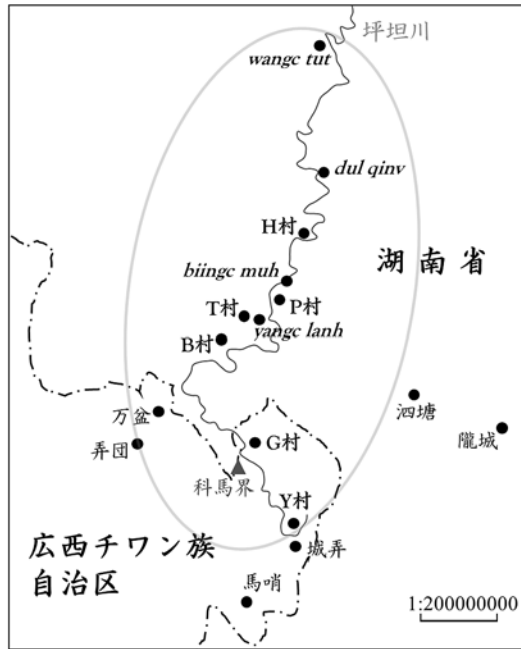 坪坦川
wangc tut
dul qinv
H村
湖南省
biingc muh
P村
T村
yangc lanh
B村
泗塘
万盆
隴城
G村
弄団
科馬界
Y村
広西チワン族
自治区
城弄
馬哨
1:200000000